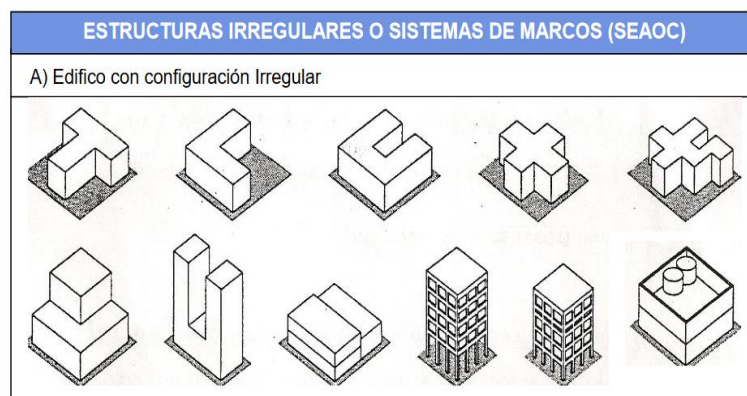 ESTRUCTURAS IRREGULARES O SISTEMAS DE MARCOS (SEAOC)
A) Edifico con configuración Irregular